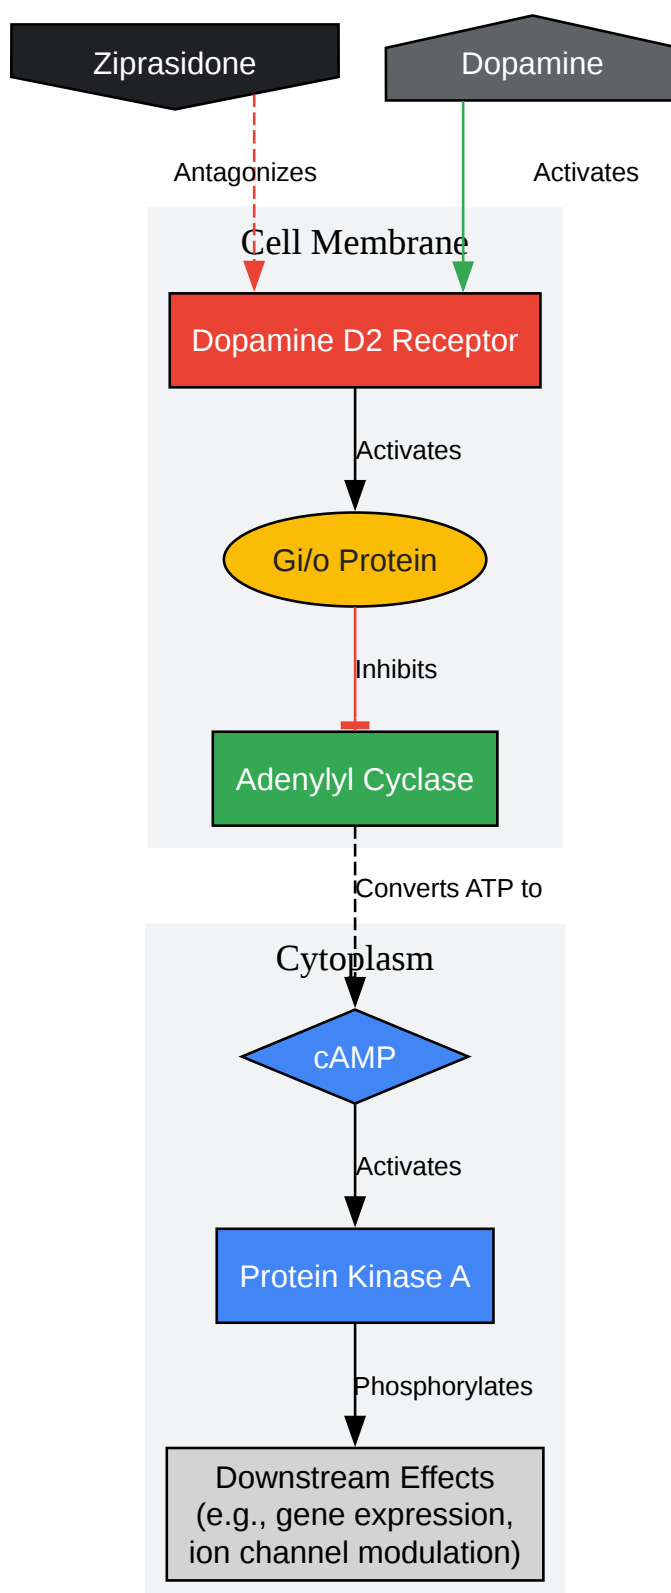 Ziprasidone
Dopamine
Antagonizes
Activates
Cell Membrane
Dopamine D2 Receptor
Activates
Gi/o Protein
Inhibits
Adenylyl Cyclase
Converts ATP to
Cytoplasm
cAMP
Activates
Protein Kinase A
Phosphorylates
Downstream Effects
(e.g., gene expression,
ion channel modulation)